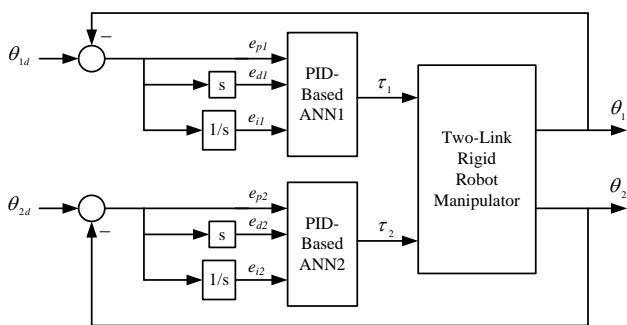 θ1d
−
ep1
s
ed1
1/s
ei1
PID-
Based
ANN1
τ1
Two-Link
Rigid
Robot
Manipulator
θ1
θ2
θ2d
−
ep2
s
ed2
1/s
ei2
PID-
Based
ANN2
τ2